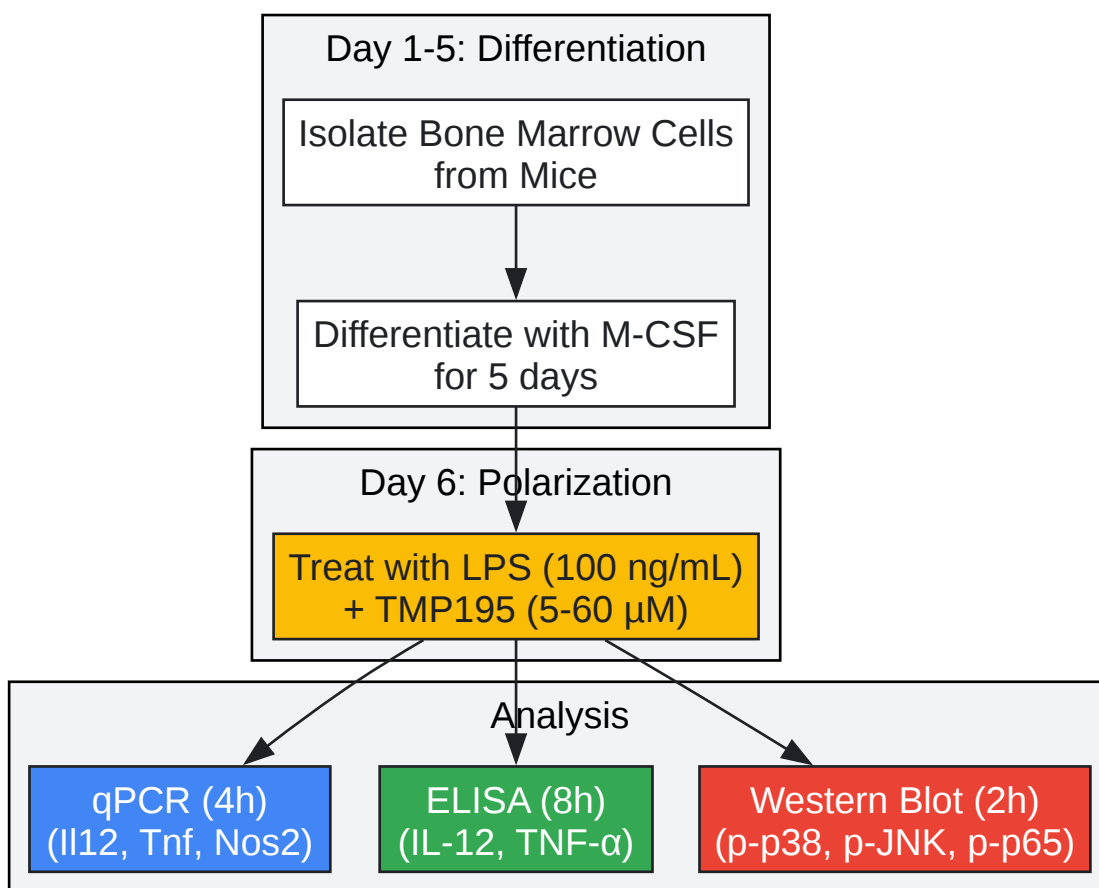 Day 1-5: Differentiation
Isolate Bone Marrow Cells
from Mice
Differentiate with M-CSF
for 5 days
Day 6: Polarization
Treat with LPS (100 ng/mL)
+ TMP195 (5-60 µM)
Analysis
qPCR (4h)
(Il12, Tnf, Nos2)
ELISA (8h)
(IL-12, TNF-α)
Western Blot (2h)
(p-p38, p-JNK, p-p65)